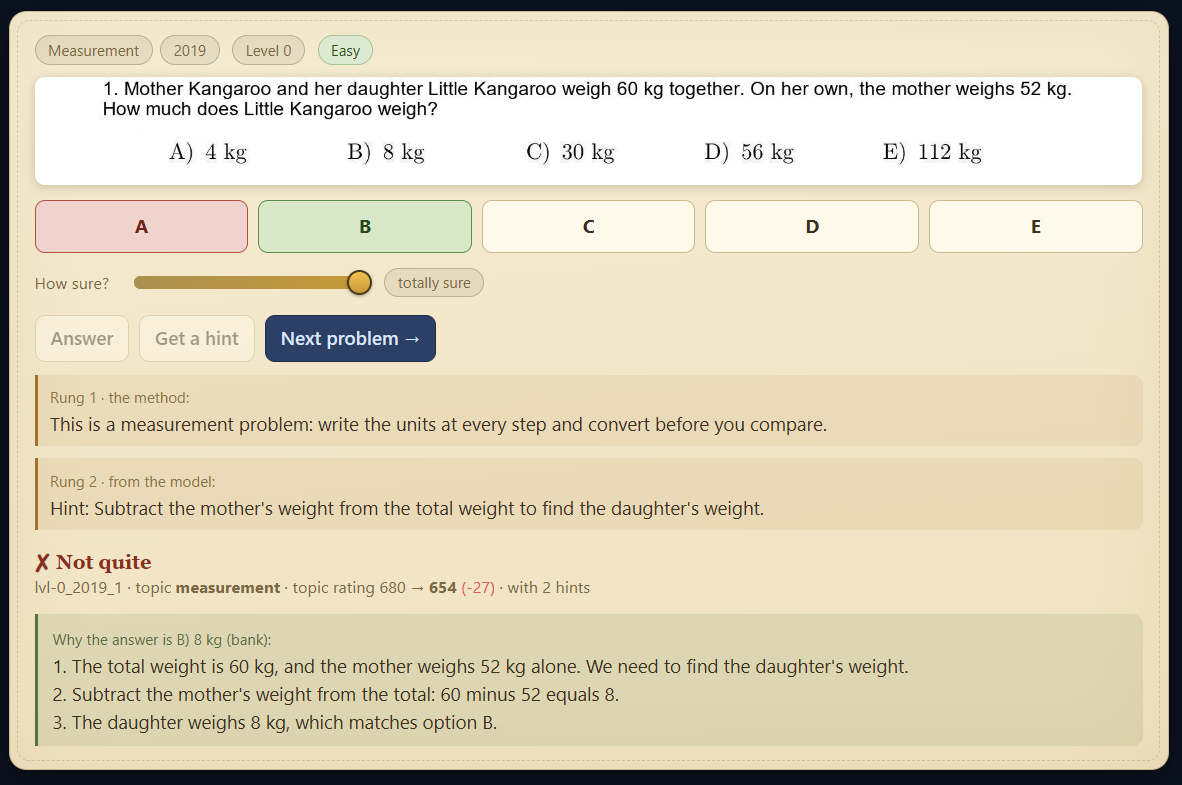 Measurement 2019 Level 0 Easy
1. Mother Kangaroo and her daughter Little Kangaroo weigh 60 kg together. On her own, the mother weighs 52 kg.
How much does Little Kangaroo weigh?
A) 4 kg B) 8 kg C) 30 kg D) 56 kg E) 112 kg
A B C D E
How sure? totally sure
Answer Get a hint Next problem →
Rung 1 · the method:
This is a measurement problem: write the units at every step and convert before you compare.
Rung 2 · from the model:
Hint: Subtract the mother's weight from the total weight to find the daughter's weight.
✗ Not quite
lvl-0_2019_1 · topic measurement · topic rating 680 → 654 (-27) · with 2 hints
Why the answer is B) 8 kg (bank):
1. The total weight is 60 kg, and the mother weighs 52 kg alone. We need to find the daughter's weight.
2. Subtract the mother's weight from the total: 60 minus 52 equals 8.
3. The daughter weighs 8 kg, which matches option B.